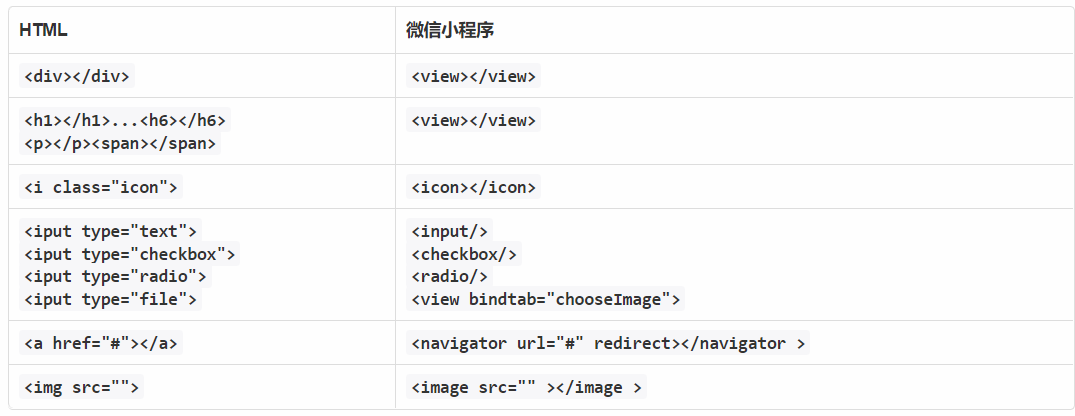 HTML 微信小程序
<div></div> <view></view>
<h1></h1>...<h6></h6> <view></view>
<p></p><span></span>
<i class="icon"> <icon></icon>
<iput type="text"> <input/>
<iput type="checkbox"> <checkbox/>
<iput type="radio"> <radio/>
<iput type="file"> <view bindtab="chooseImage">
<a href="#"></a> <navigator url="#" redirect></navigator >
<img src=""> <image src="" ></image >